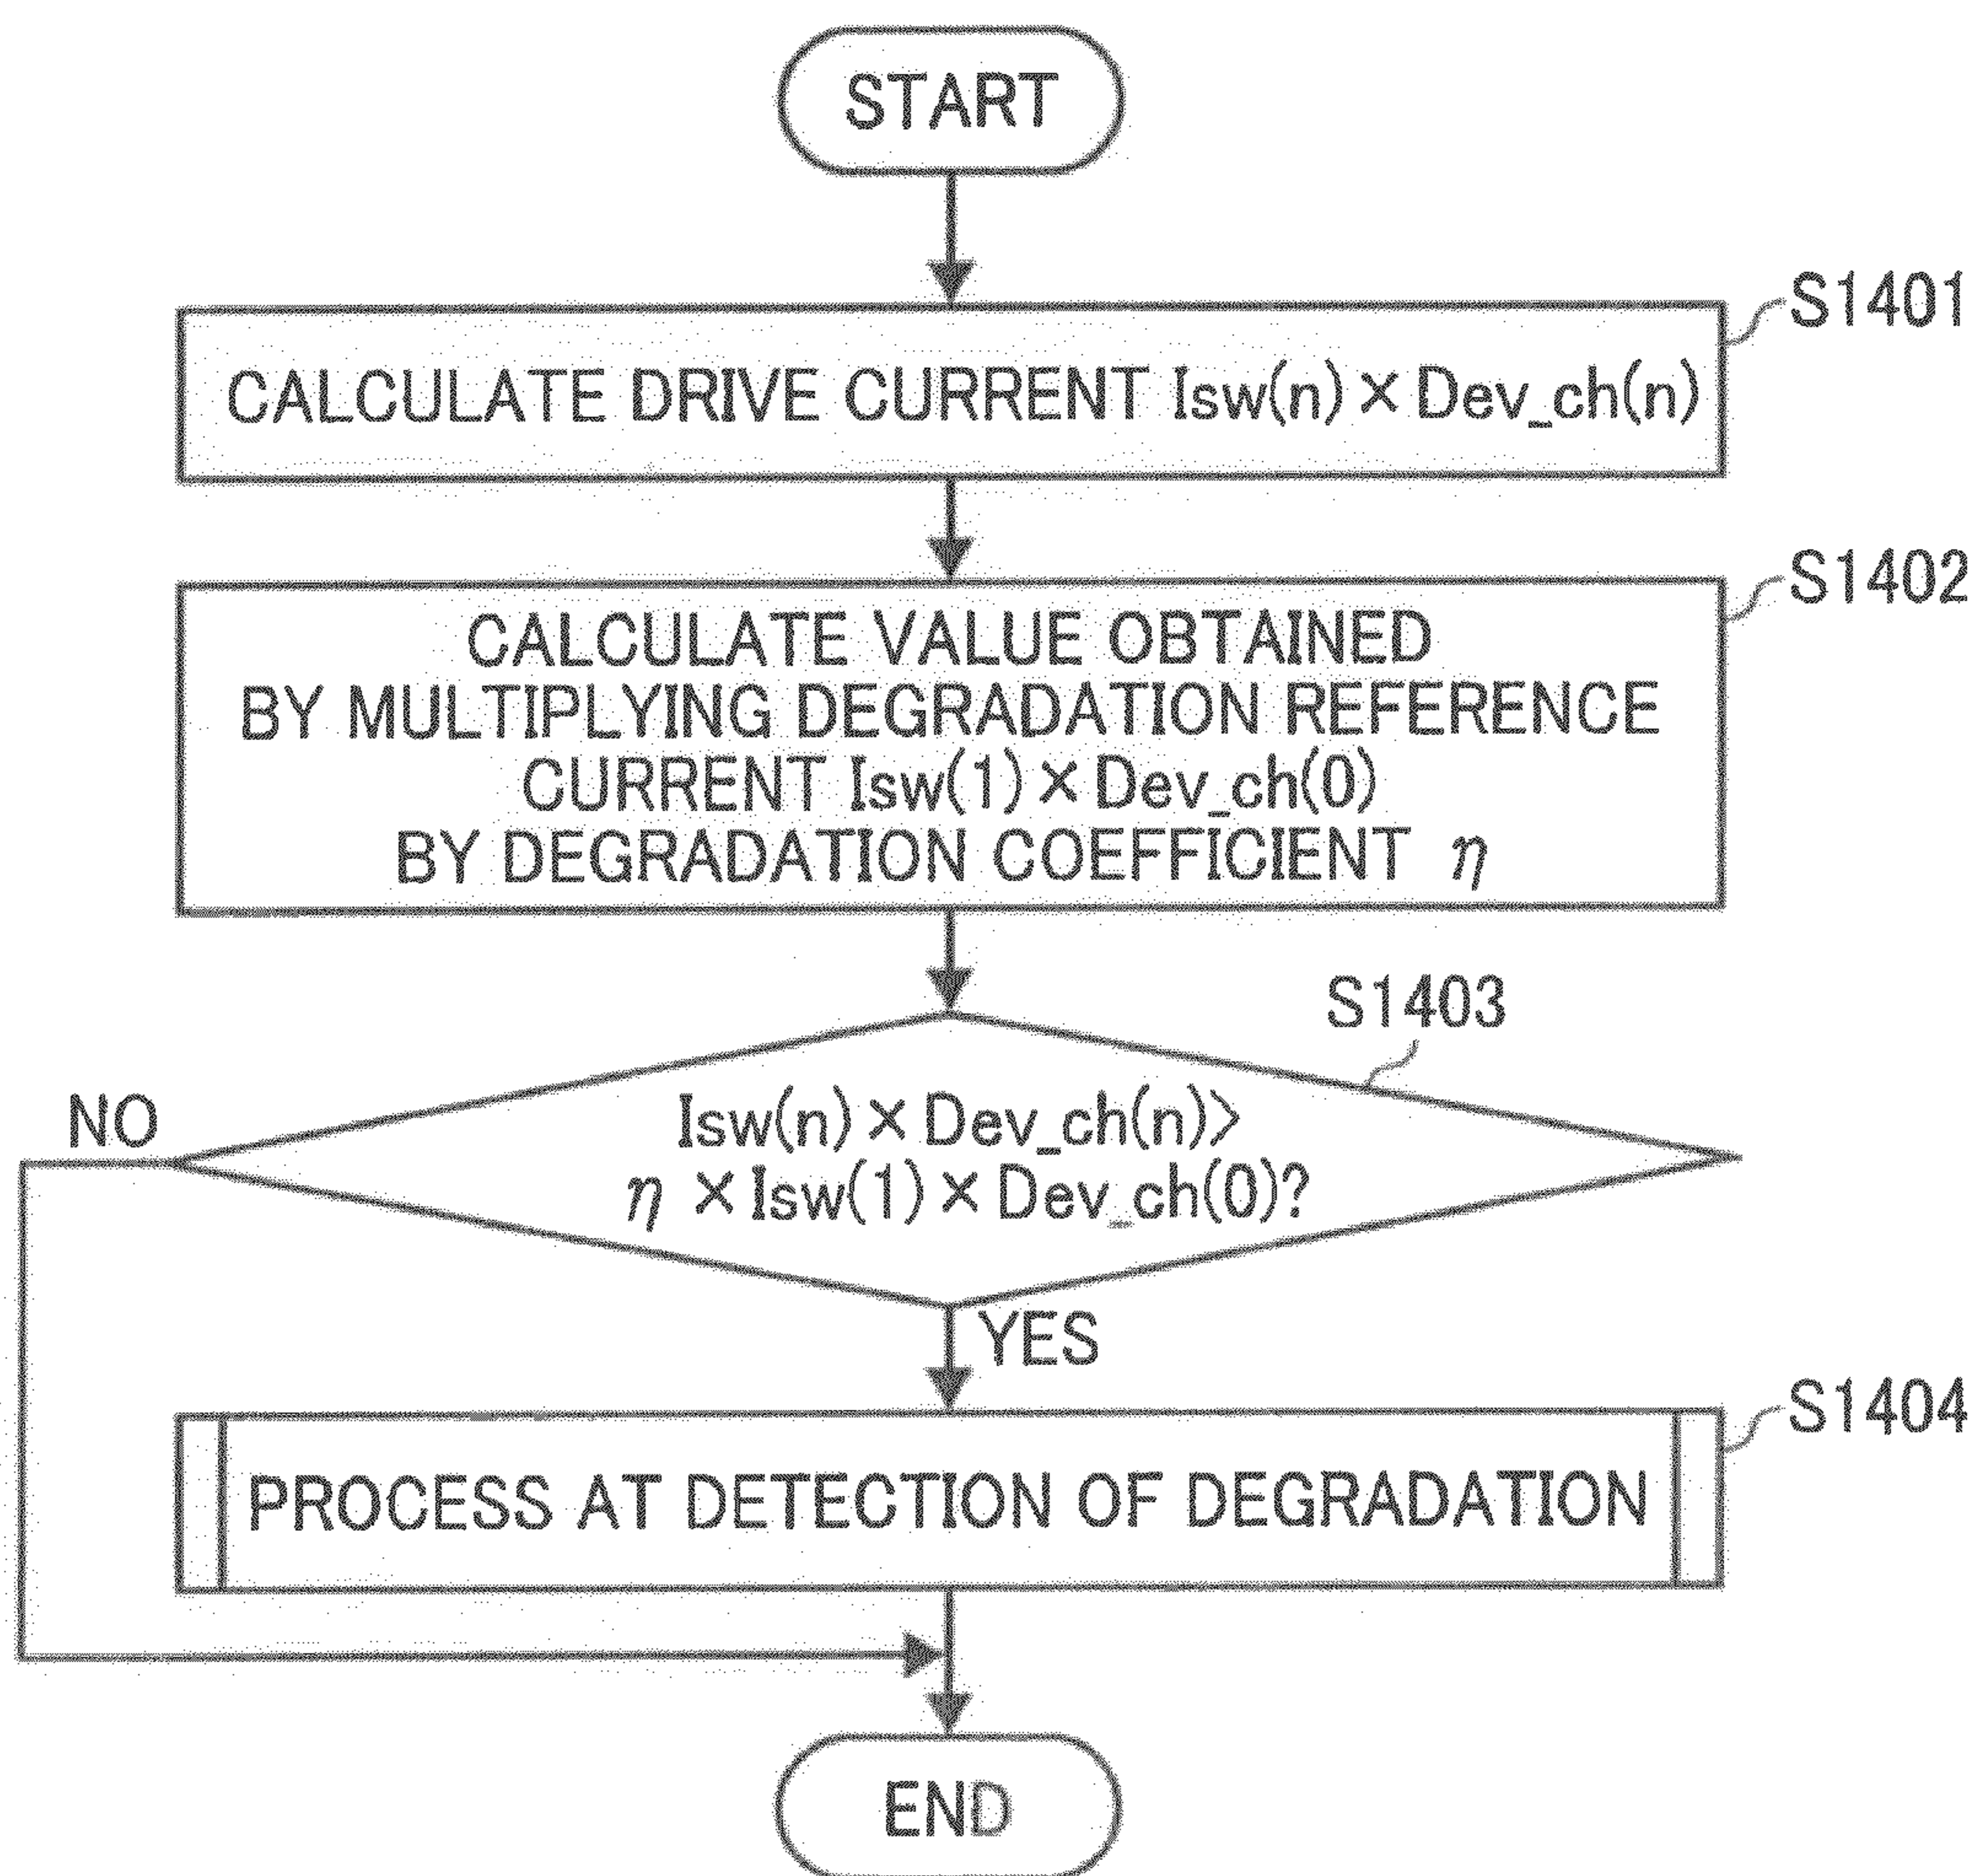 START
S1401
CALCULATE DRIVE CURRENT Isw(n) × Dev_ch(n)
S1402
CALCULATE VALUE OBTAINED
BY MULTIPLYING DEGRADATION REFERENCE
CURRENT Isw(1) × Dev_ch(0)
BY DEGRADATION COEFFICIENT η
S1403
NO
Isw(n) × Dev_ch(n)>
η × Isw(1) × Dev_ch(0)?
YES
S1404
PROCESS AT DETECTION OF DEGRADATION
END